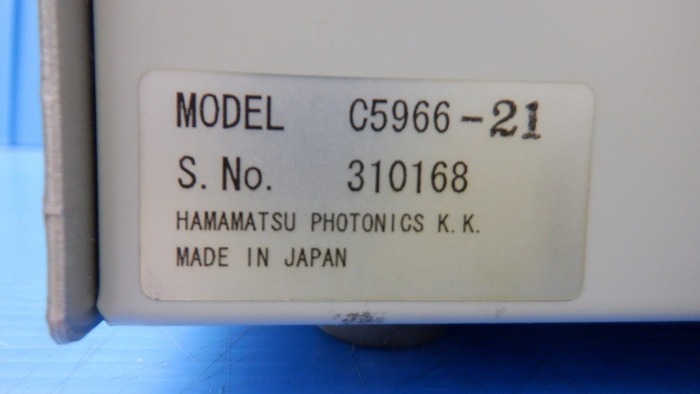 MODEL C5966-21
S. No. 310168
HAMAMATSU PHOTONICS K. K.
MADE IN JAPAN